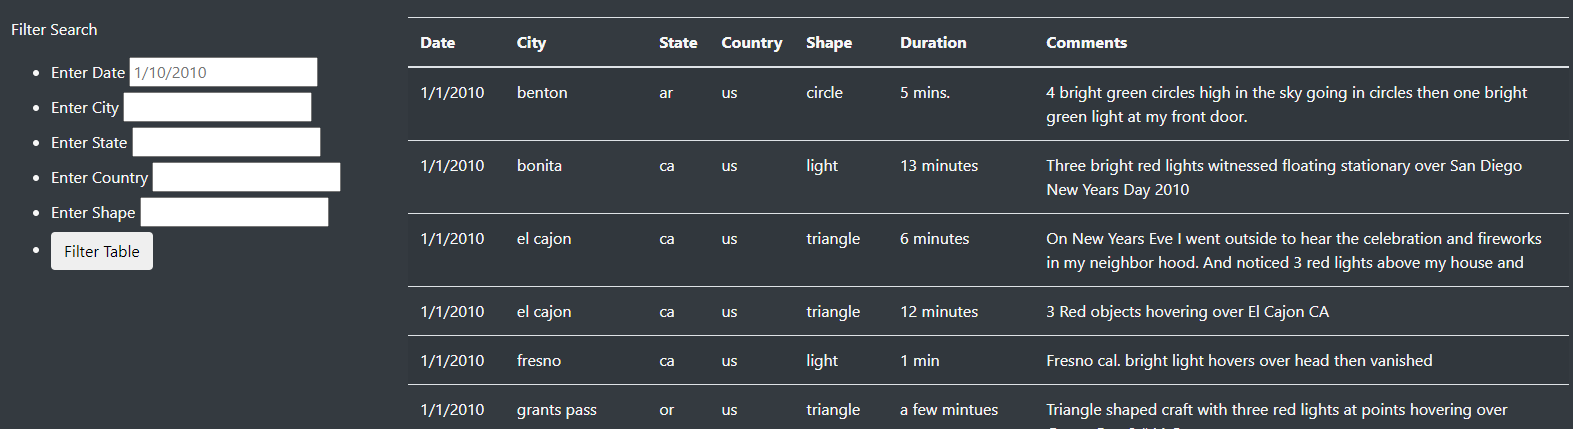 Filter Search
Enter Date 1/10/2010
Enter City
Enter State
Enter Country
Enter Shape
Filter Table
Date City State Country Shape Duration Comments
1/1/2010 benton ar us circle 5 mins. 4 bright green circles high in the sky going in circles then one bright
green light at my front door.
1/1/2010 bonita ca us light 13 minutes Three bright red lights witnessed floating stationary over San Diego
New Years Day 2010
1/1/2010 el cajon ca us triangle 6 minutes On New Years Eve I went outside to hear the celebration and fireworks
in my neighbor hood. And noticed 3 red lights above my house and
1/1/2010 el cajon ca us triangle 12 minutes 3 Red objects hovering over El Cajon CA
1/1/2010 fresno ca us light 1 min Fresno cal. bright light hovers over head then vanished
1/1/2010 grants pass or us triangle a few mintues Triangle shaped craft with three red lights at points hovering over